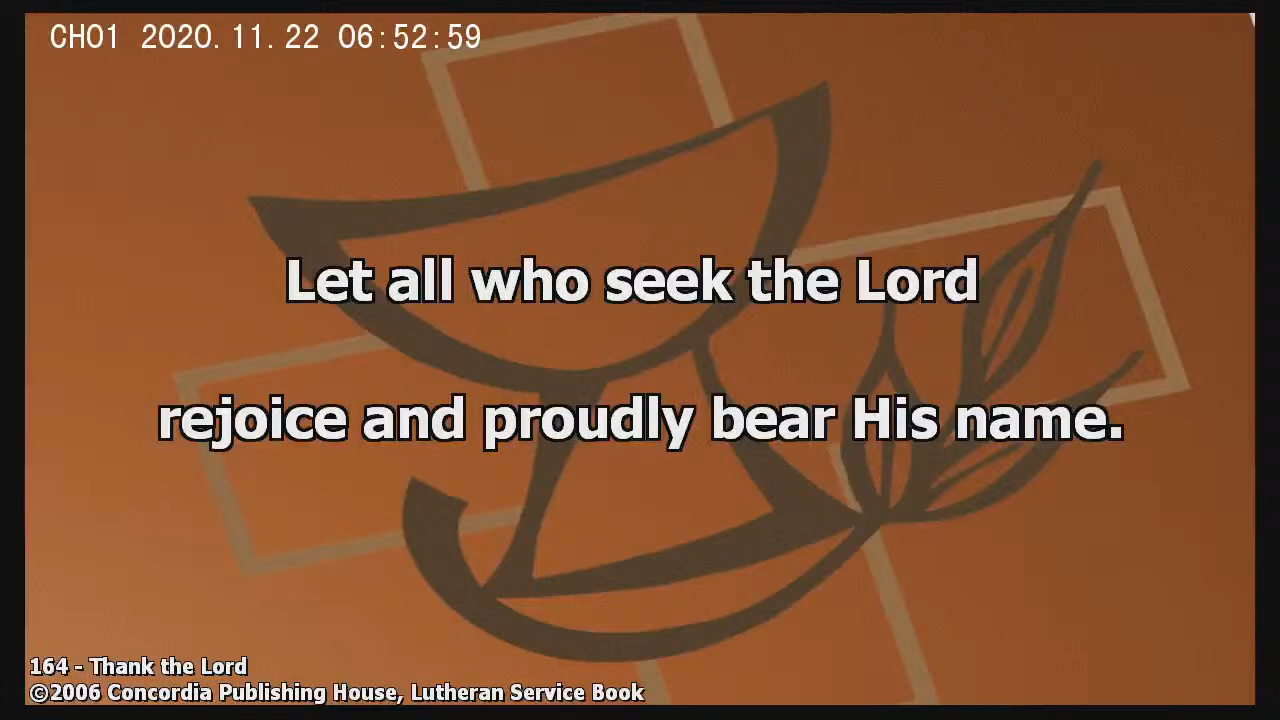 CH01 2020.11.22 06:52:59
Let all who seek the Lord
rejoice and proudly bear His name.
164 - Thank the Lord
©2006 Concordia Publishing House, Lutheran Service Book